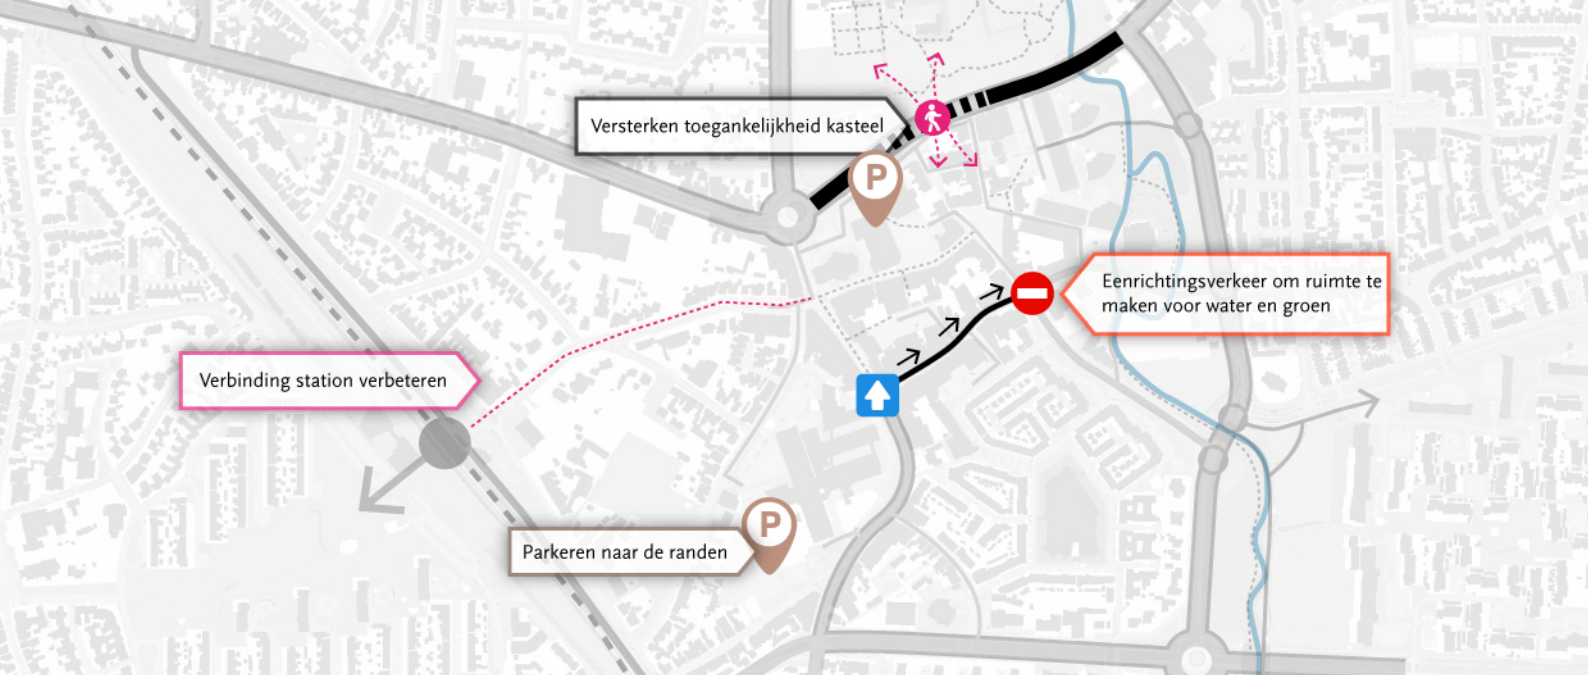 Versterken toegankelijkheid kasteel
P
Eenrichtingsverkeer om ruimte te
maken voor water en groen
Verbinding station verbeteren
P
Parkeren naar de randen